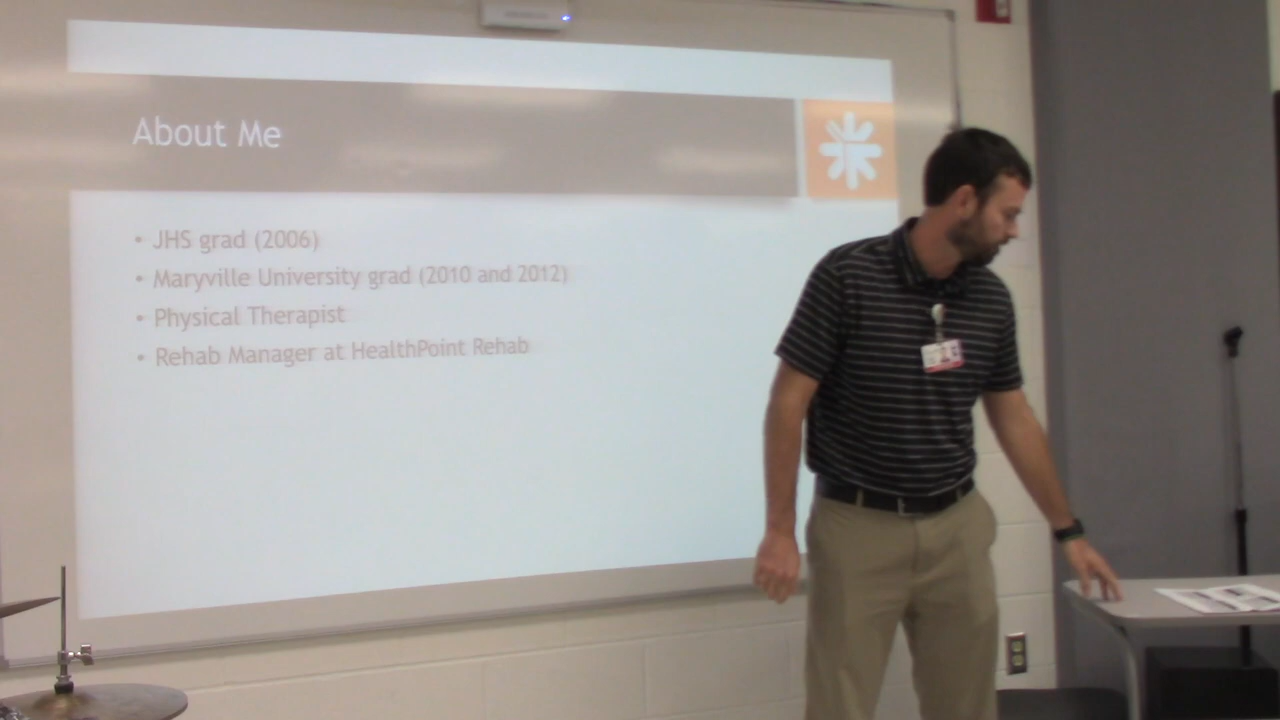 About Me
• JHS grad (2006)
• Maryville University grad (2010 and 2012)
• Physical Therapist
• Rehab Manager at HealthPoint Rehab